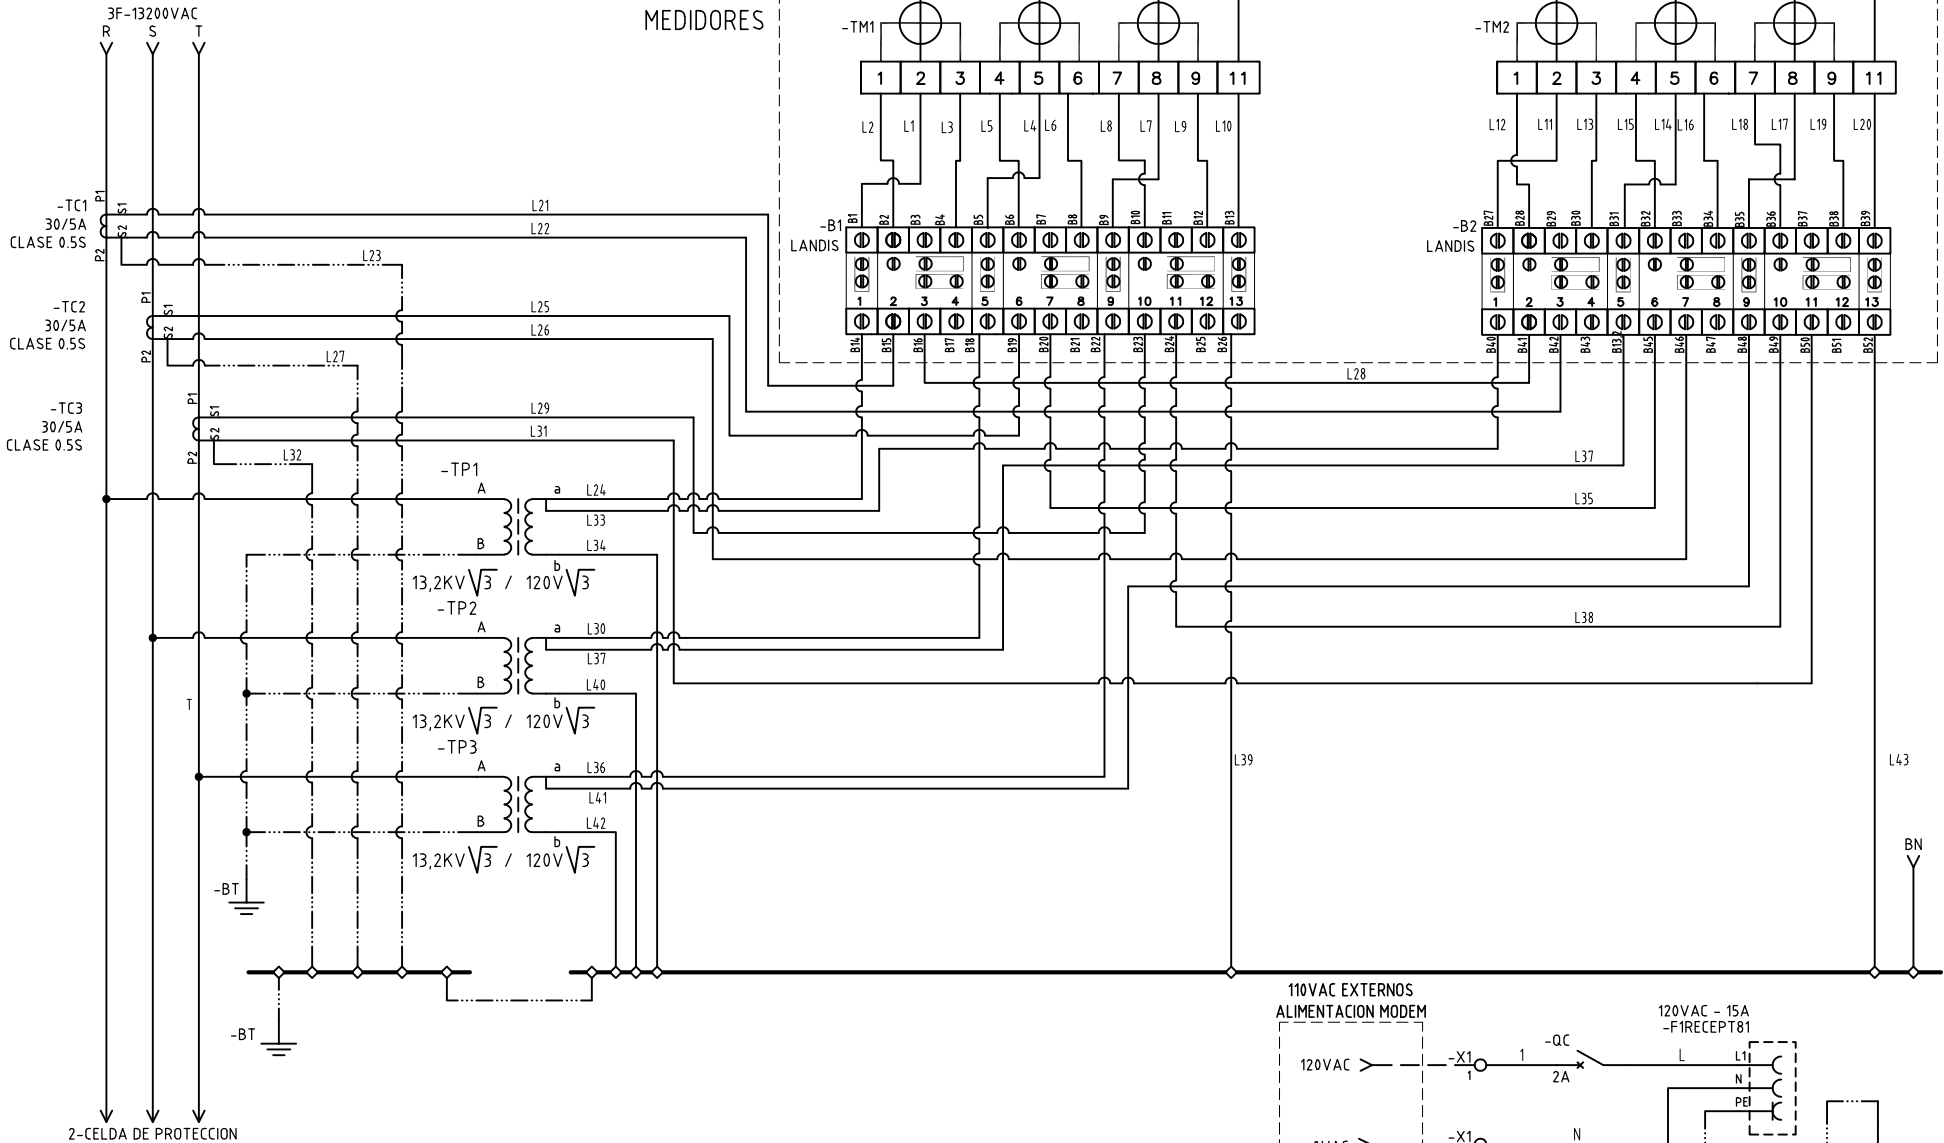 3F-13200VAC
R S T
MEDIDORES
-TM1
1 2 3 4 5 6 7 8 9 11
L2 L1 L3 L5 L4 L6 L8 L7 L9 L10
-TM2
1 2 3 4 5 6 7 8 9 11
L12 L11 L13 L15 L14 L16 L18 L17 L19 L20
-B1
LANDIS
B1 B2 B3 B4 B5 B6 B7 B8 B9 B10 B11 B12 B13
1 2 3 4 5 6 7 8 9 10 11 12 13
B14 B15 B16 B17 B18 B19 B20 B21 B22 B23 B24 B25 B26
-B2
LANDIS
B27 B28 B29 B30 B31 B32 B33 B34 B35 B36 B37 B38 B39
1 2 3 4 5 6 7 8 9 10 11 12 13
B40 B41 B42 B43 B132 B45 B46 B47 B48 B49 B50 B51 B52
-TC1
30/5A
CLASE 0.5S
P1 S1
P2 S2
L21
L22
L23
-TC2
30/5A
CLASE 0.5S
P1 S1
P2 S2
L25
L26
L27
L28
-TC3
30/5A
CLASE 0.5S
P1 S1
P2 S2
L29
L31
L32
L37
L35
L38
-TP1
A a L24
L33
B L34
b
13,2KV√3 / 120V√3
-TP2
A a L30
L37
B L40
b
13,2KV√3 / 120V√3
T
-TP3
A a L36
L41
B L42
b
13,2KV√3 / 120V√3
L39
L43
BN
-BT
-BT
110VAC EXTERNOS
ALIMENTACION MODEM
120VAC
-X1
1
1
-QC
2A
L
120VAC - 15A
-F1RECEPT81
L1
N
PE
-X1
N
2-CELDA DE PROTECCION